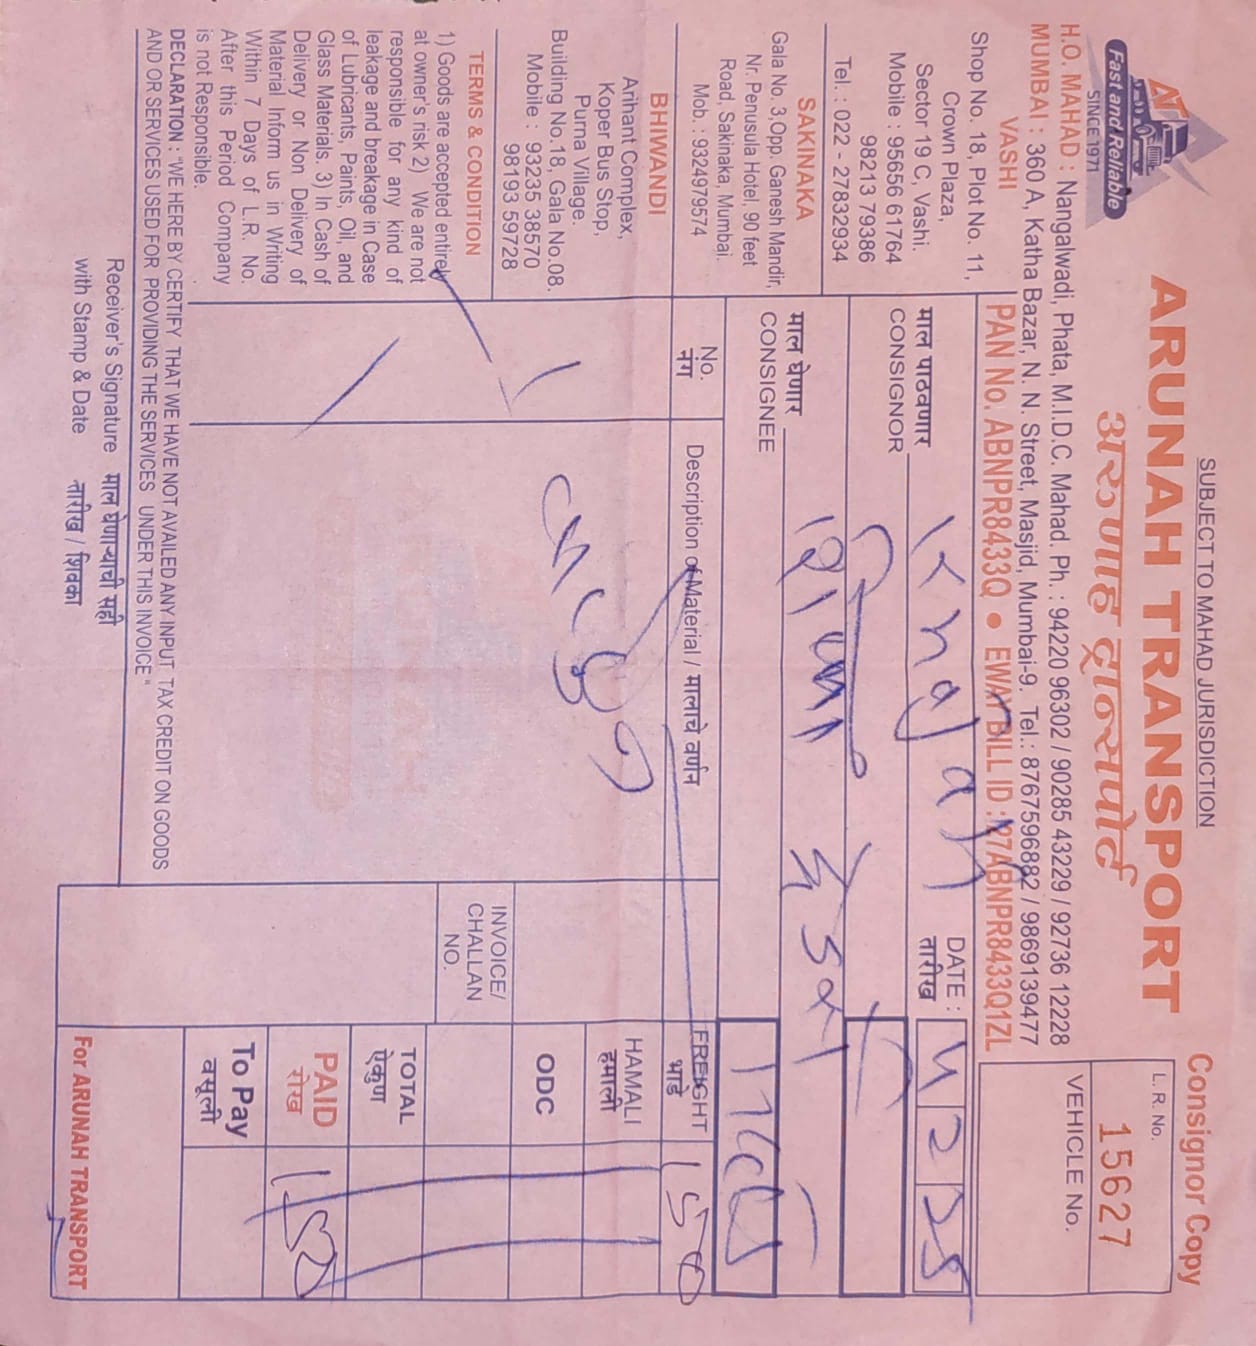 SUBJECT TO MAHAD JURISDICTION
Consignor Copy
AT
Fast and Reliable
SINCE 1971
ARUNAH TRANSPORT
अरुणाह ट्रान्सपोर्ट
L. R. No.
15627
VEHICLE No.
H.O. MAHAD : Nangalwadi, Phata, M.I.D.C. Mahad. Ph. : 94220 96302 / 90285 43229 / 92736 12228
MUMBAI : 360 A, Katha Bazar, N. N. Street, Masjid, Mumbai-9. Tel.: 8767596882 / 9869139477
PAN No. ABNPR8433Q • EWAY BILL ID : 27ABNPR8433Q1ZL
VASHI
Shop No. 18, Plot No. 11,
Crown Plaza,
Sector 19 C, Vashi.
Mobile : 95656 61764
98213 79386
Tel. : 022 - 27832934
SAKINAKA
Gala No. 3,Opp. Ganesh Mandir,
Nr. Penusula Hotel, 90 feet
Road, Sakinaka, Mumbai.
Mob. : 9324979574
BHIWANDI
Arihant Complex,
Koper Bus Stop,
Purna Village.
Building No.18, Gala No.08.
Mobile : 93235 38570
98193 59728
TERMS & CONDITION
1) Goods are accepted entirely
at owner's risk 2) We are not
responsible for any kind of
leakage and breakage in Case
of Lubricants, Paints, Oil, and
Glass Materials. 3) In Cash of
Delivery or Non Delivery of
Material Inform us in Writing
Within 7 Days of L.R. No.
After this Period Company
is not Responsible.
माल पाठवणार
CONSIGNOR
DATE :
तारीख
माल घेणार
CONSIGNEE
No.
नंग
Description of Material / मालाचे वर्णन
FREIGHT
भाडे
150
HAMALI
हमाली
ODC
INVOICE/
CHALLAN
NO.
TOTAL
ऐकुण
PAID
रोख
150
To Pay
वसूली
DECLARATION : "WE HERE BY CERTIFY THAT WE HAVE NOT AVAILED ANY INPUT TAX CREDIT ON GOODS
AND OR SERVICES USED FOR PROVIDING THE SERVICES UNDER THIS INVOICE"
Receiver's Signature माल घेणाऱ्याची सही
with Stamp & Date तारीख / शिक्का
For ARUNAH TRANSPORT